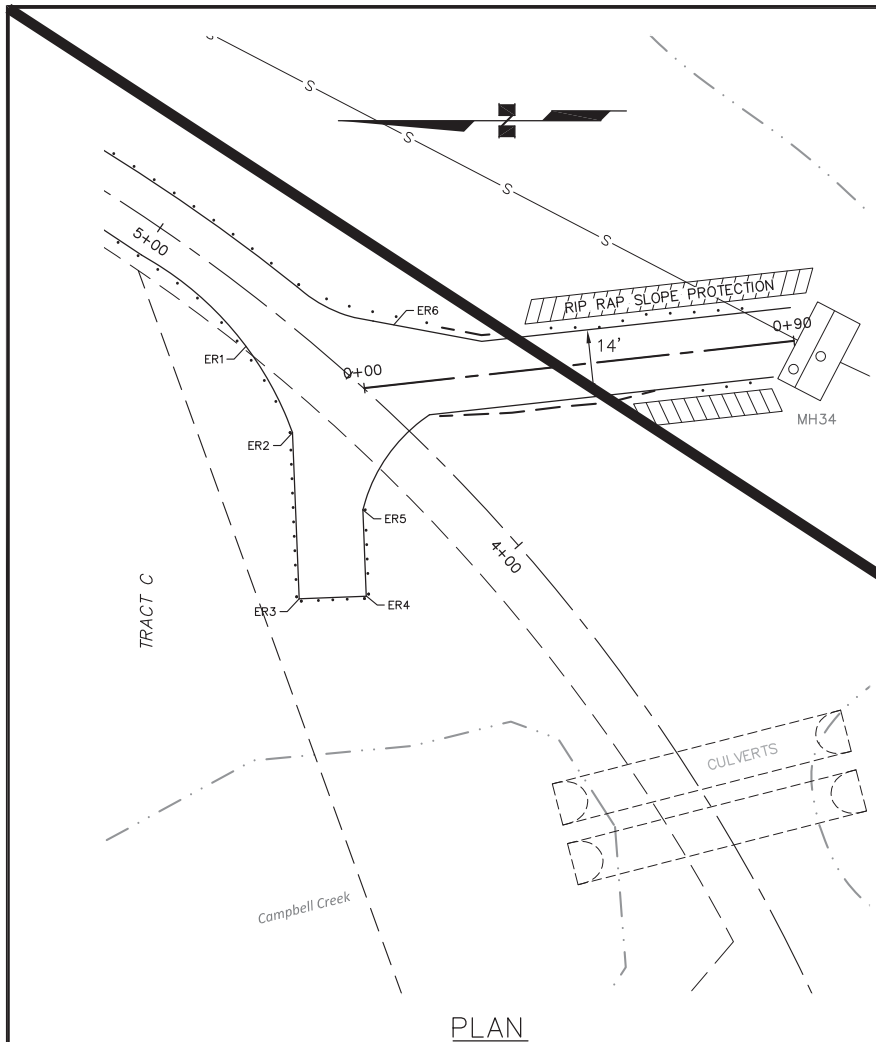 S
S
S
S
S
5+00
RIP RAP SLOPE PROTECTION
ER6
0+90
14'
ER1
0+00
MH34
ER2
ER5
4+00
TRACT C
ER3
ER4
CULVERTS
Campbell Creek
PLAN